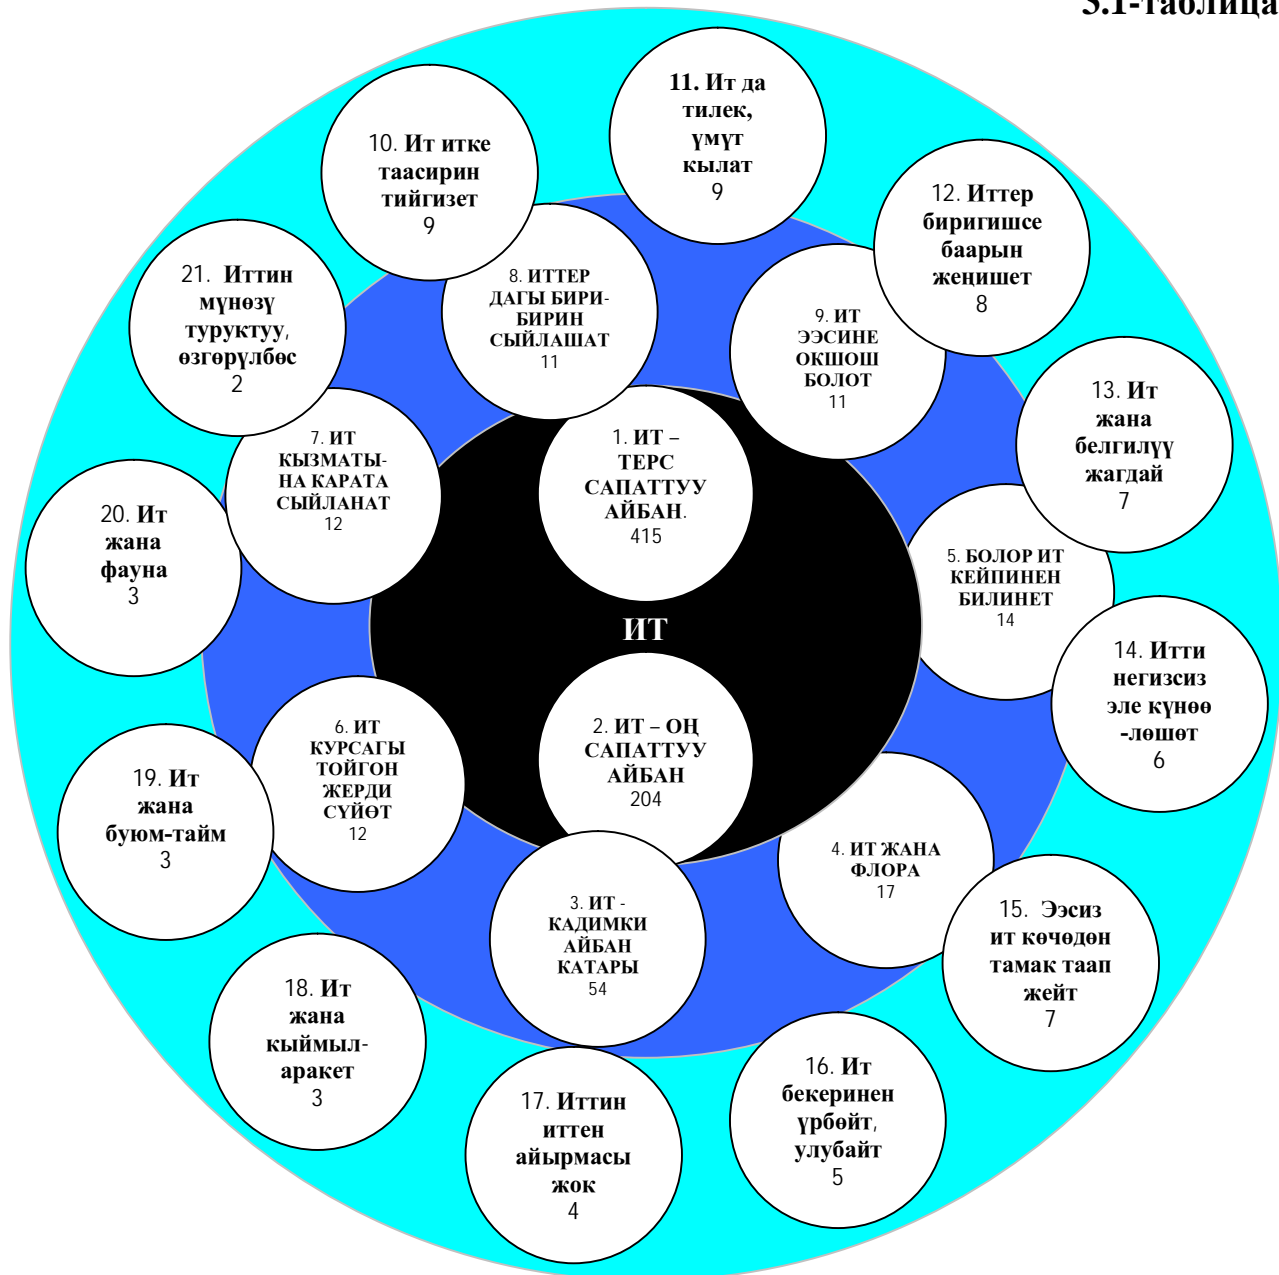 3.1-таблица
11. Ит да
тилек,
үмүт
кылат
9
10. Ит итке
таасирин
тийгизет
9
12. Иттер
биригишсе
баарын
жеңишет
8
21. Иттин
мүнөзү
туруктуу,
өзгөрүлбөс
2
8. ИТТЕР
ДАГЫ БИРИ-
БИРИН
СЫЙЛАШАТ
11
9. ИТ
ЭЭСИНЕ
ОКШОШ
БОЛОТ
11
13. Ит
жана
белгилүү
жагдай
7
7. ИТ
КЫЗМАТЫ-
НА КАРАТА
СЫЙЛАНАТ
12
1. ИТ –
ТЕРС
САПАТТУУ
АЙБАН.
415
20. Ит
жана
фауна
3
5. БОЛОР ИТ
КЕЙПИНЕН
БИЛИНЕТ
14
ИТ
14. Итти
негизсиз
эле күнөө
-лөшөт
6
6. ИТ
КУРСАГЫ
ТОЙГОН
ЖЕРДИ
СҮЙӨТ
12
2. ИТ – ОҢ
САПАТТУУ
АЙБАН
204
19. Ит
жана
буюм-тайм
3
4. ИТ ЖАНА
ФЛОРА
17
3. ИТ -
КАДИМКИ
АЙБАН
КАТАРЫ
54
15. Ээсиз
ит көчөдөн
тамак таап
жейт
7
18. Ит
жана
кыймыл-
аракет
3
16. Ит
бекеринен
үрбөйт,
улубайт
5
17. Иттин
иттен
айырмасы
жок
4